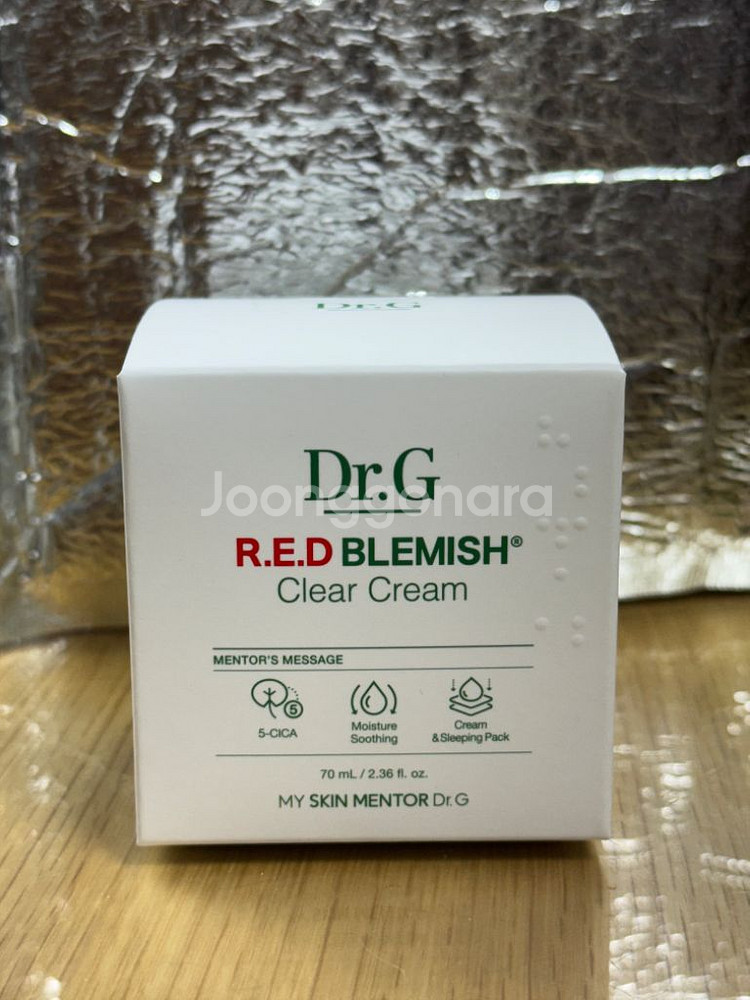 Dr.G
Dr.G
Joonggonara
R.E.D BLEMISH®
Clear Cream
MENTOR'S MESSAGE
5
5-CICA
Moisture
Soothing
Cream
& Sleeping Pack
70 mL / 2.36 fl. oz.
MY SKIN MENTOR Dr.G